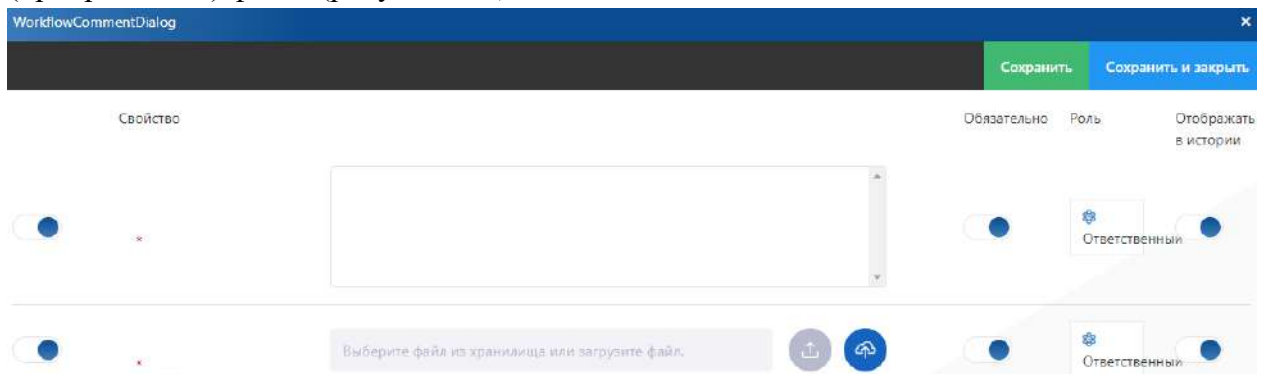 WorkflowCommentDialog ×
Сохранить Сохранить и закрыть
Свойство Обязательно Роль Отображать
в истории
*
Ответственный
Выберите файл из хранилища или загрузите файл.
*
Ответственный